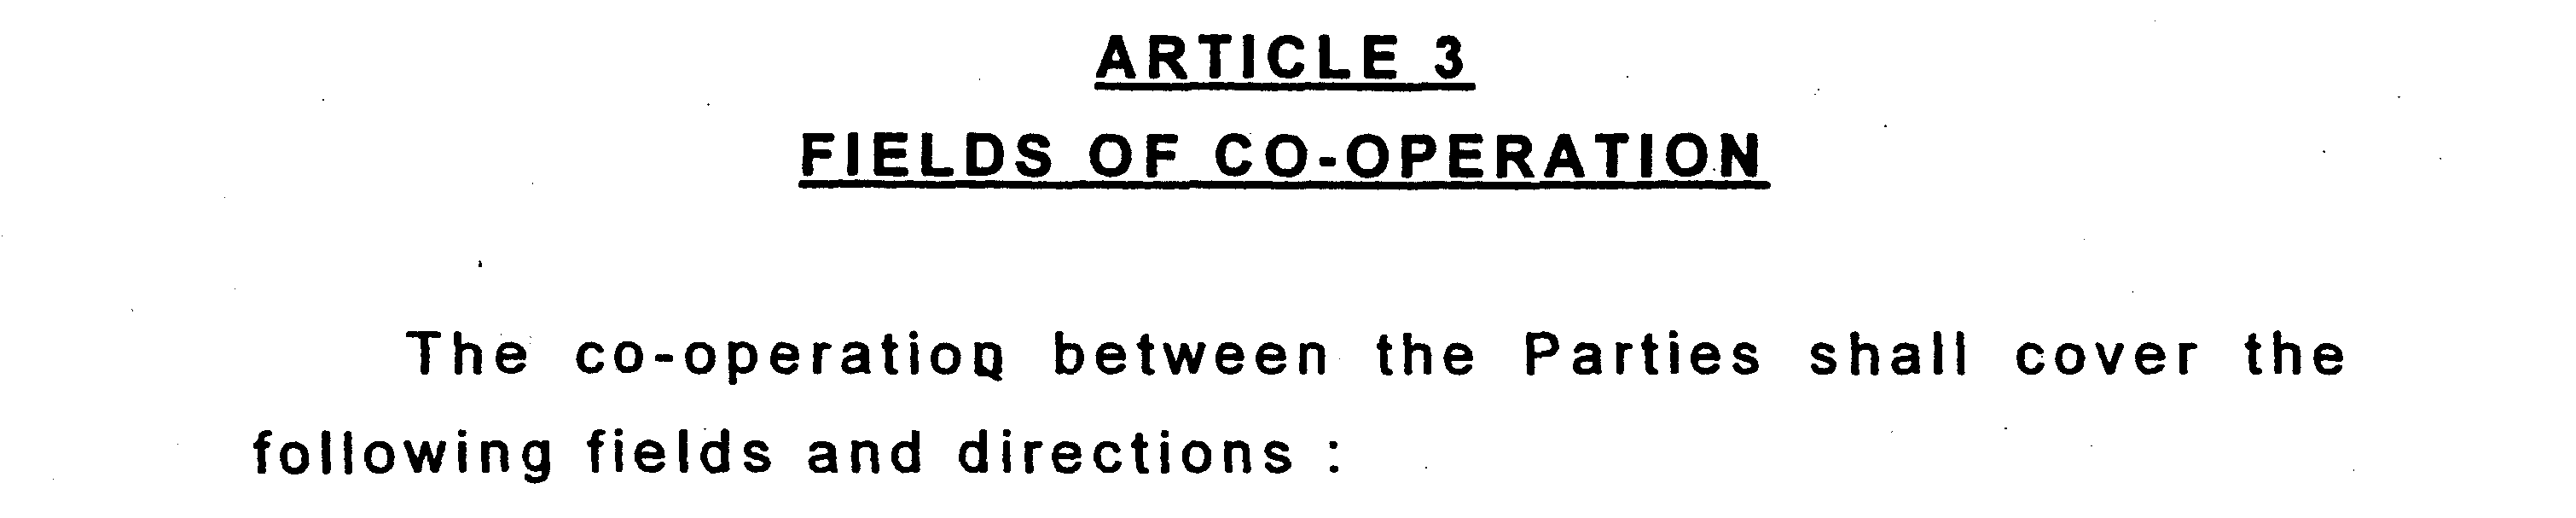 ARTICLE 3
FIELDS OF CO-OPERATION
The co-operation between the Parties shall cover the
following fields and directions :